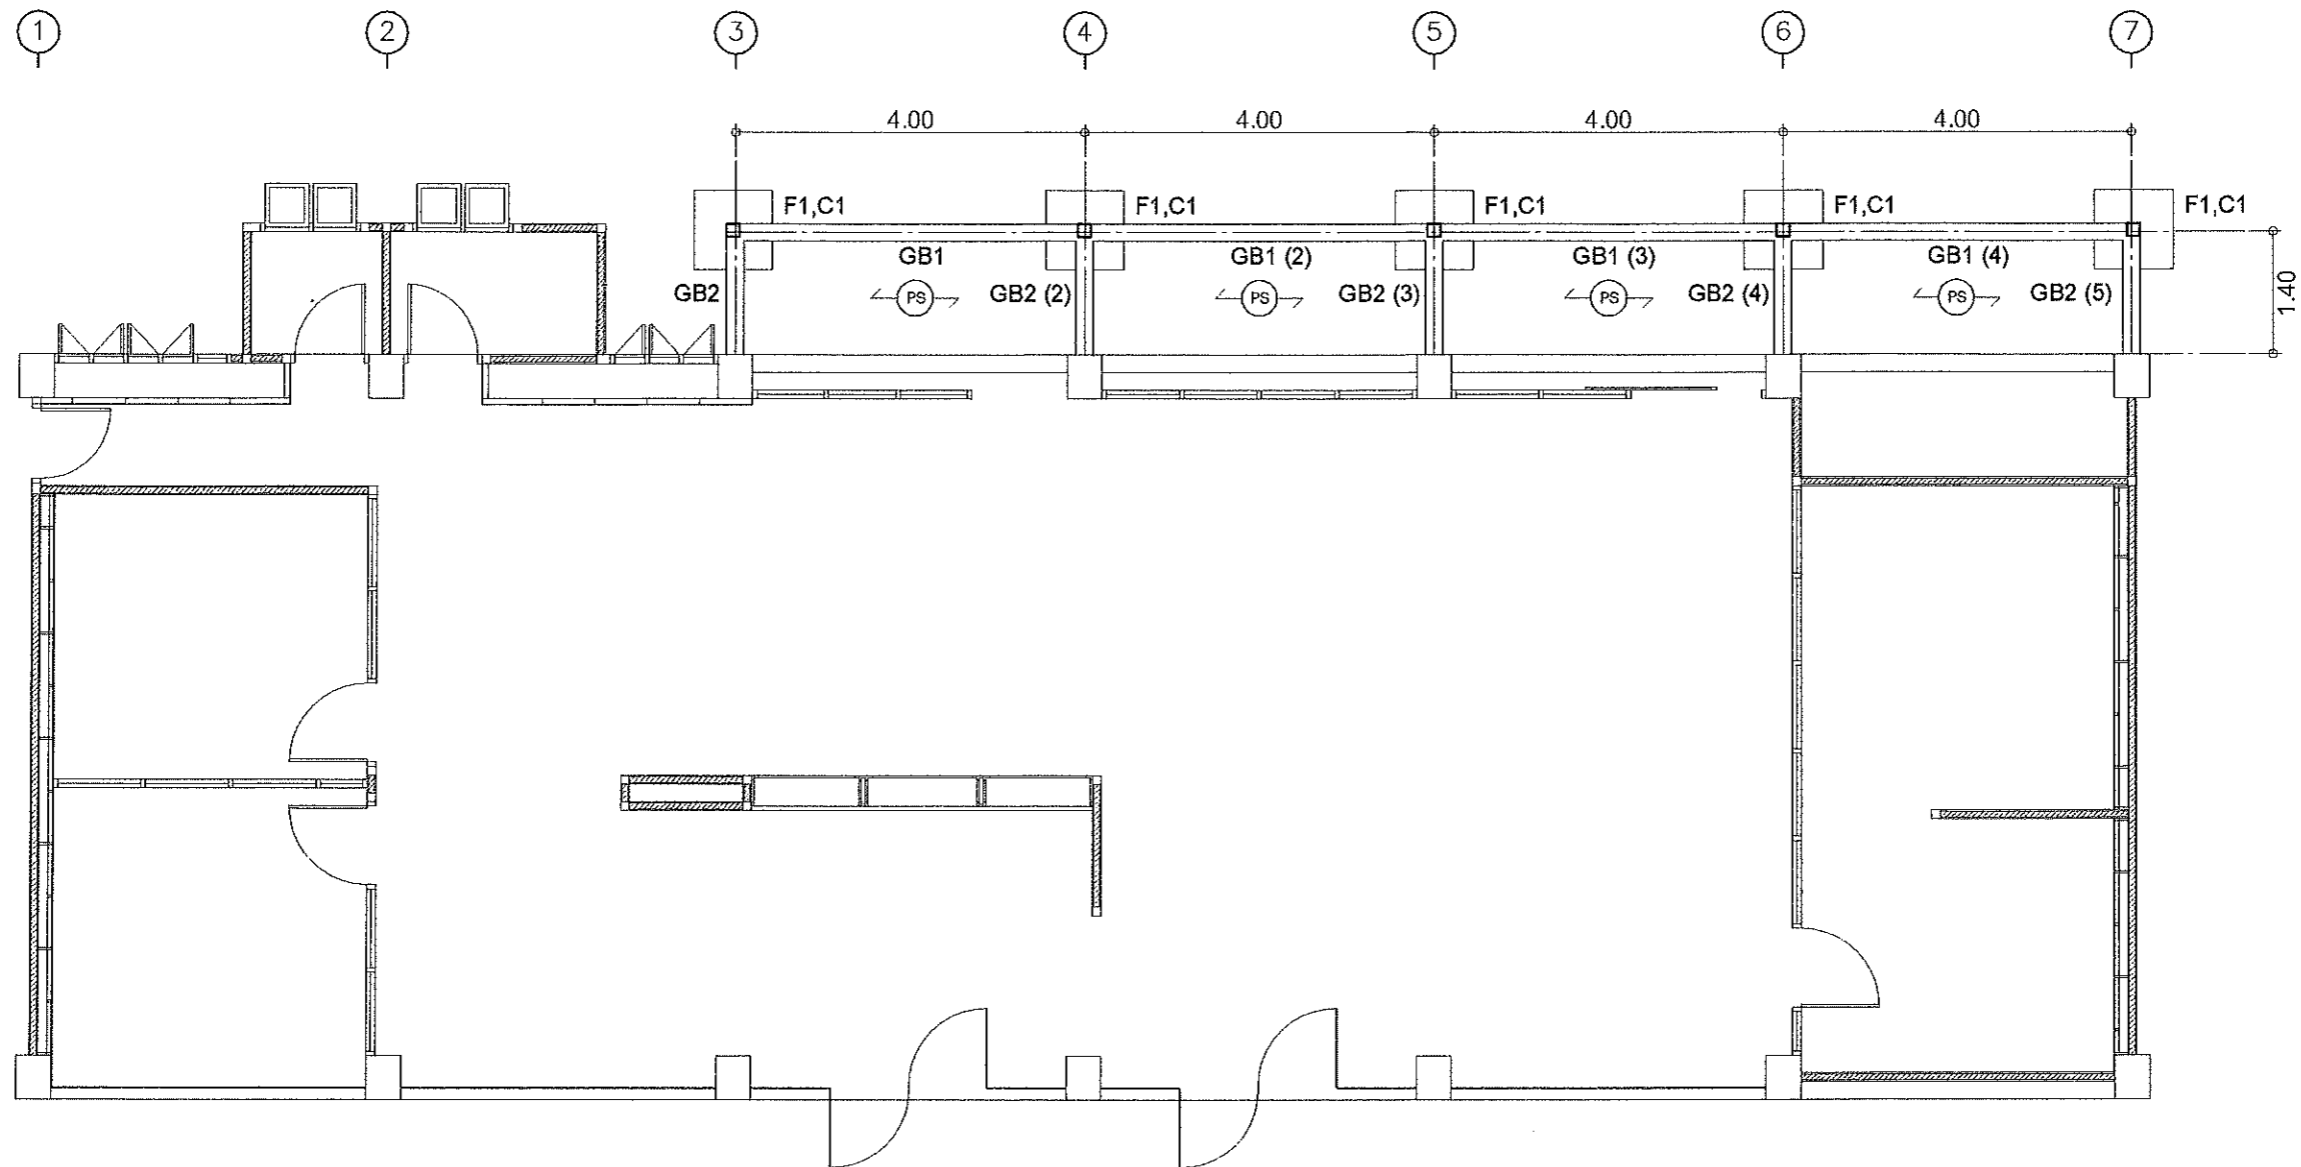 1 2 3 4 5 6 7
4.00 4.00 4.00 4.00
F1,C1 F1,C1 F1,C1 F1,C1 F1,C1
GB1 GB1 (2) GB1 (3) GB1 (4)
GB2 PS GB2 (2) PS GB2 (3) PS GB2 (4) PS GB2 (5)
1.40